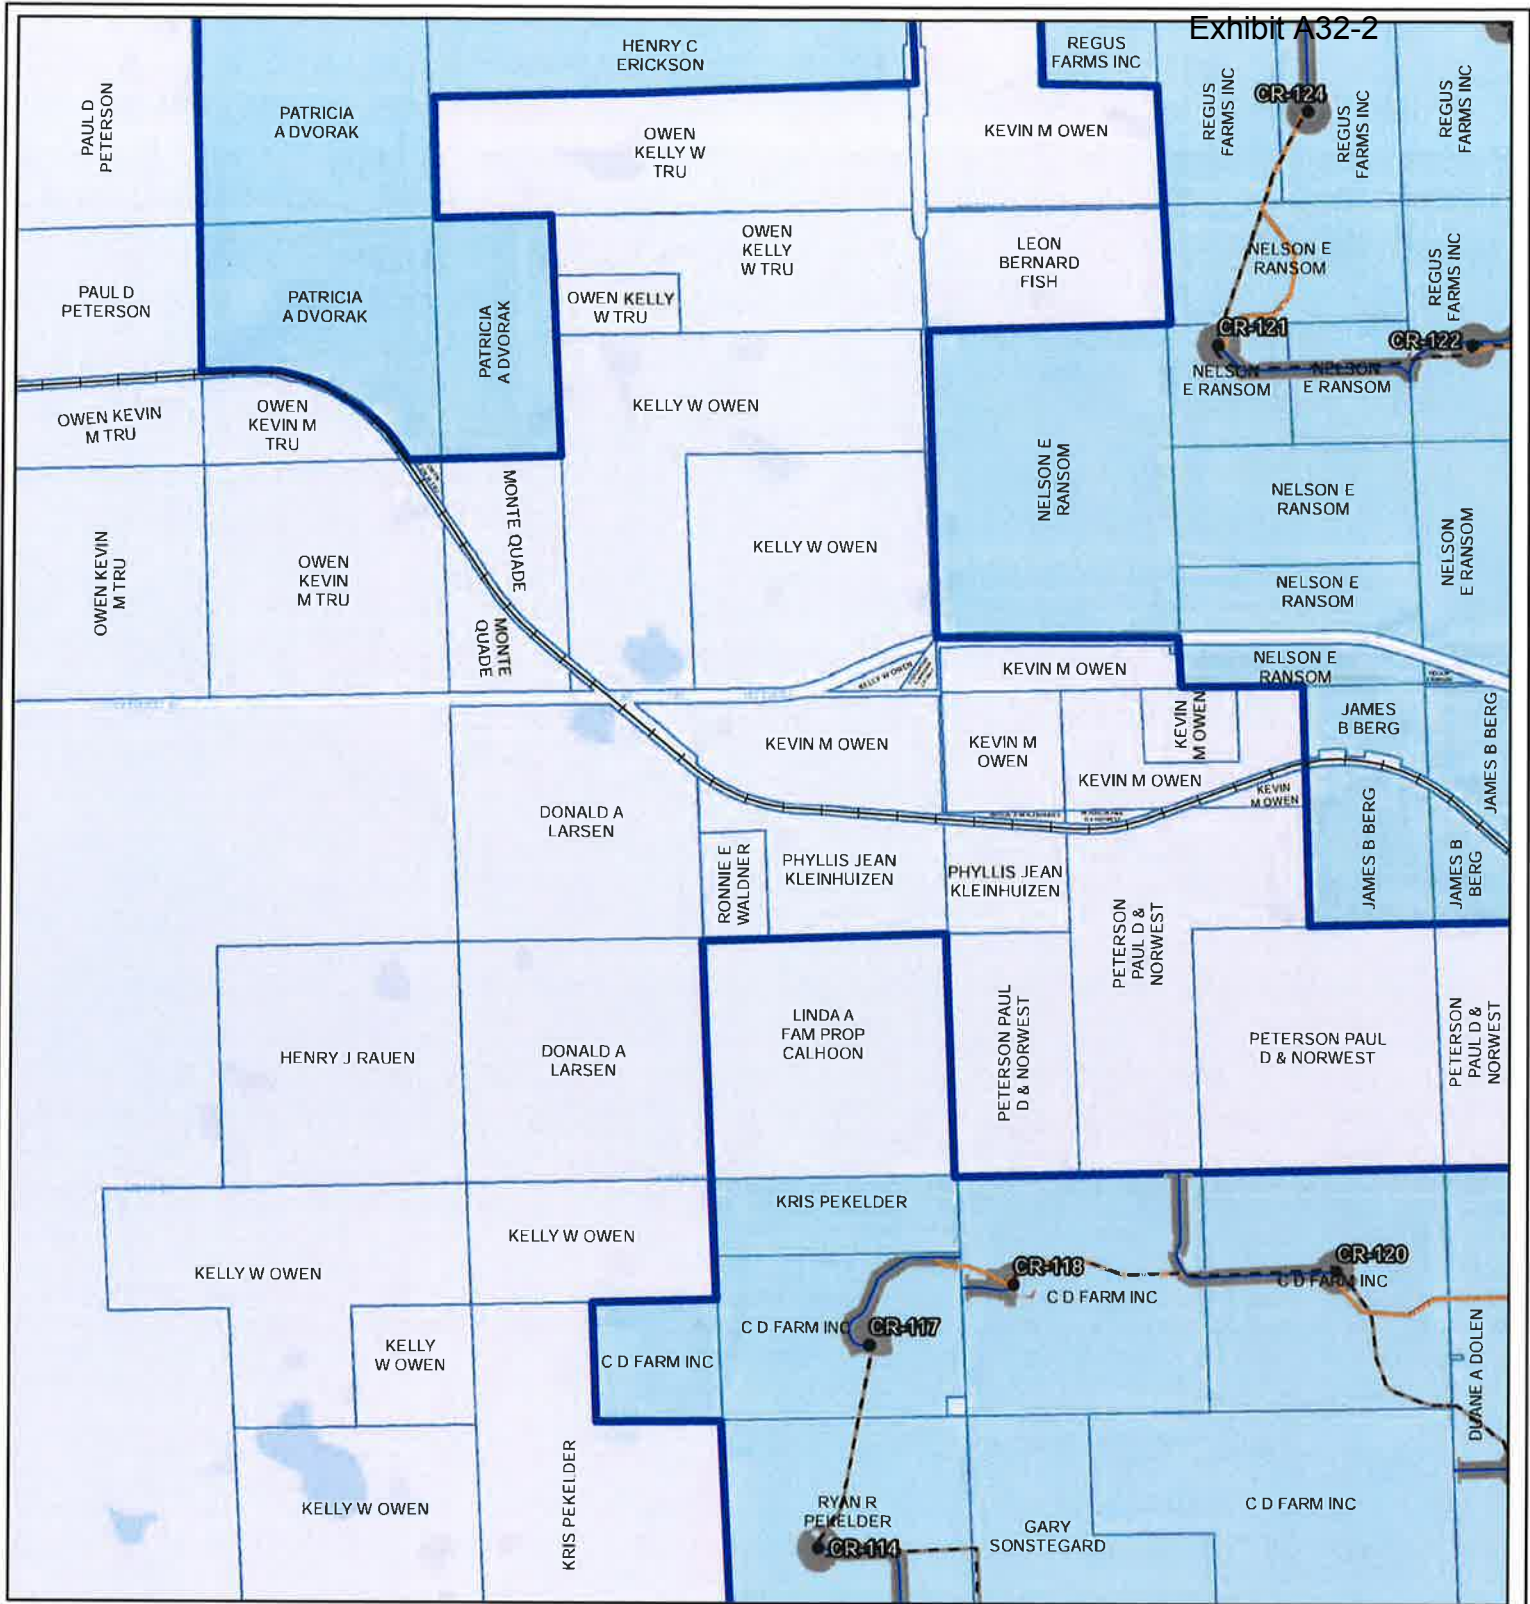 Exhibit A32-2
HENRY C
ERICKSON
REGUS
FARMS INC
PAUL D
PETERSON
PATRICIA
A DVORAK
OWEN
KELLY W
TRU
KEVIN M OWEN
REGUS
FARMS INC
CR-124
REGUS
FARMS INC
REGUS
FARMS INC
PAUL D
PETERSON
PATRICIA
A DVORAK
PATRICIA
A DVORAK
OWEN
KELLY
W TRU
OWEN KELLY
W TRU
LEON
BERNARD
FISH
NELSON E
RANSOM
REGUS
FARMS INC
CR-121
CR-122
NELSON
E RANSOM
NELSON
E RANSOM
OWEN KEVIN
M TRU
OWEN
KEVIN M
TRU
KELLY W OWEN
NELSON E
RANSOM
NELSON E
RANSOM
OWEN KEVIN
M TRU
OWEN
KEVIN
M TRU
MONTE QUADE
KELLY W OWEN
NELSON
E RANSOM
NELSON E
RANSOM
MONTE
QUADE
KELLY W OWEN
KEVIN M OWEN
NELSON E
RANSOM
KEVIN M OWEN
KEVIN M
OWEN
KEVIN
M OWEN
KEVIN M OWEN
KEVIN
M OWEN
JAMES
B BERG
JAMES B BERG
DONALD A
LARSEN
RONNIE E
WALDNER
PHYLLIS JEAN
KLEINHUIZEN
PHYLLIS JEAN
KLEINHUIZEN
JAMES B BERG
JAMES B
BERG
PETERSON
PAUL D &
NORWEST
HENRY J RAUEN
DONALD A
LARSEN
LINDA A
FAM PROP
CALHOON
PETERSON PAUL
D & NORWEST
PETERSON PAUL
D & NORWEST
PETERSON
PAUL D &
NORWEST
KRIS PEKELDER
KELLY W OWEN
KELLY W OWEN
CR-118
C D FARM INC
CR-120
C D FARM INC
C D FARM INC
CR-117
KELLY
W OWEN
C D FARM INC
DUANE A DOLEN
KELLY W OWEN
KRIS PEKELDER
RYAN R
PEKELDER
CR-114
GARY
SONSTEGARD
C D FARM INC